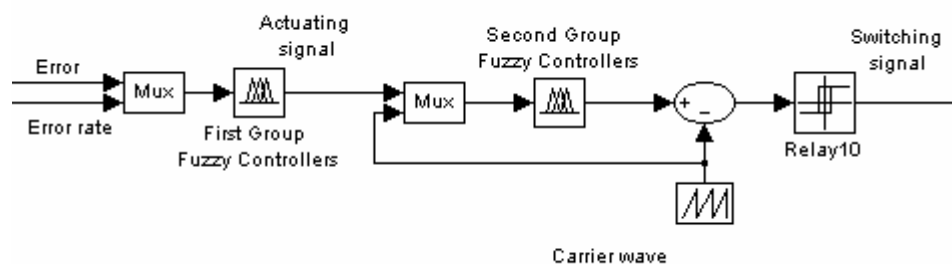 Actuating
signal
Second Group
Fuzzy Controllers
Switching
signal
Error
Mux
Mux
+
−
Error rate
First Group
Fuzzy Controllers
Relay10
Carrier wave